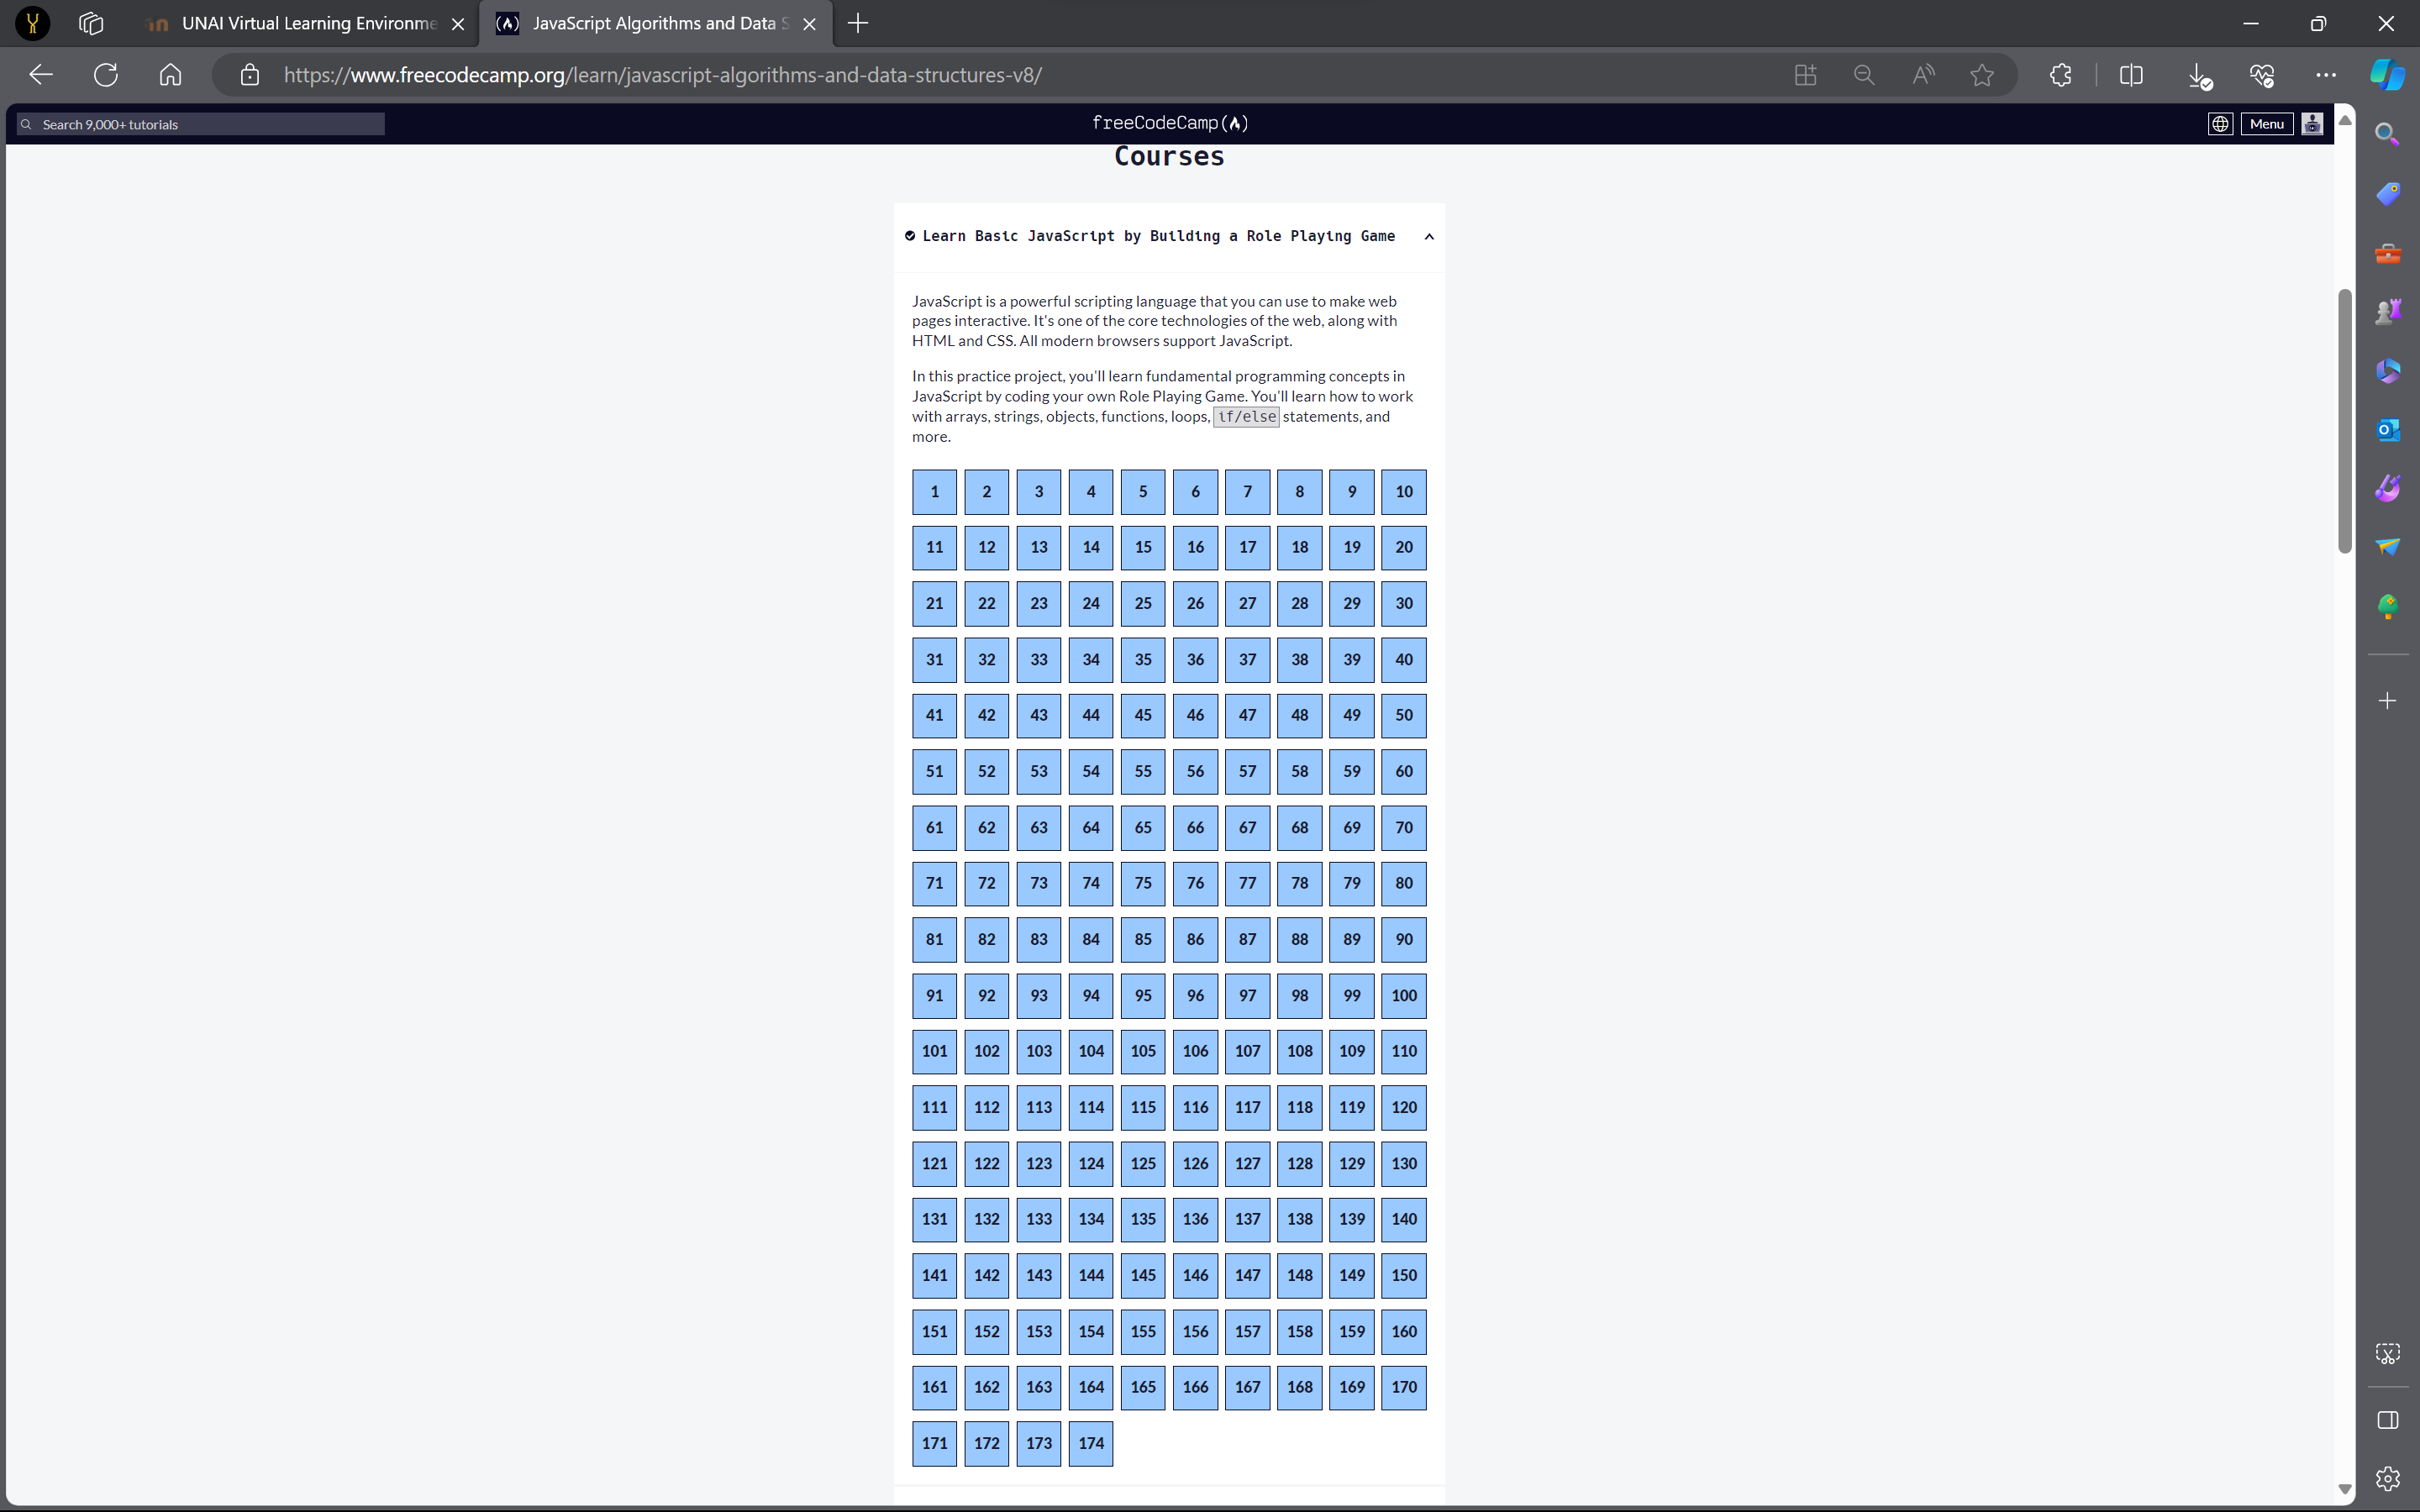 UNAI Virtual Learning Environme
JavaScript Algorithms and Data S
https://www.freecodecamp.org/learn/javascript-algorithms-and-data-structures-v8/
Search 9,000+ tutorials
freeCodeCamp(🔥)
Menu
Courses
Learn Basic JavaScript by Building a Role Playing Game
JavaScript is a powerful scripting language that you can use to make web
pages interactive. It's one of the core technologies of the web, along with
HTML and CSS. All modern browsers support JavaScript.
In this practice project, you'll learn fundamental programming concepts in
JavaScript by coding your own Role Playing Game. You'll learn how to work
with arrays, strings, objects, functions, loops, if/else statements, and
more.
1 2 3 4 5 6 7 8 9 10
11 12 13 14 15 16 17 18 19 20
21 22 23 24 25 26 27 28 29 30
31 32 33 34 35 36 37 38 39 40
41 42 43 44 45 46 47 48 49 50
51 52 53 54 55 56 57 58 59 60
61 62 63 64 65 66 67 68 69 70
71 72 73 74 75 76 77 78 79 80
81 82 83 84 85 86 87 88 89 90
91 92 93 94 95 96 97 98 99 100
101 102 103 104 105 106 107 108 109 110
111 112 113 114 115 116 117 118 119 120
121 122 123 124 125 126 127 128 129 130
131 132 133 134 135 136 137 138 139 140
141 142 143 144 145 146 147 148 149 150
151 152 153 154 155 156 157 158 159 160
161 162 163 164 165 166 167 168 169 170
171 172 173 174